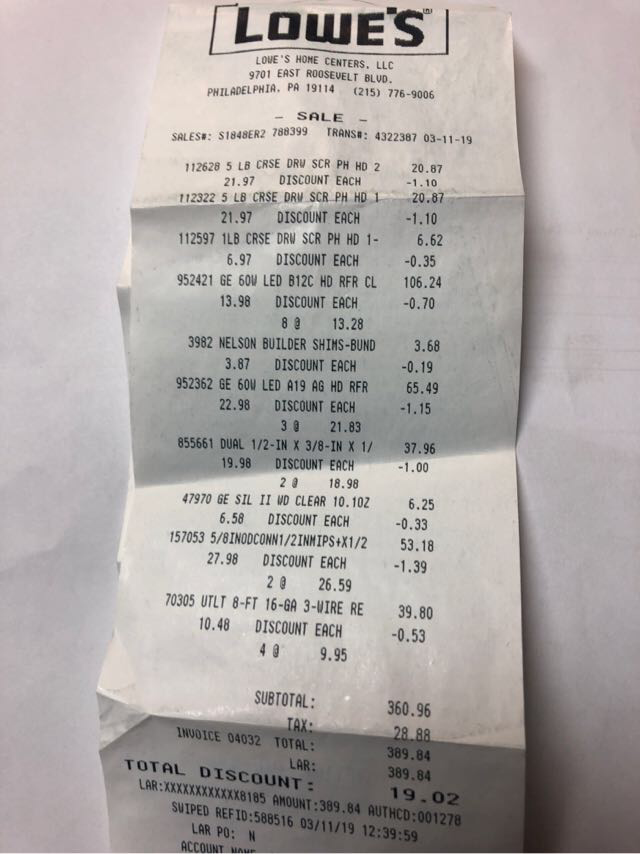 LOWE'S
LOWE'S HOME CENTERS, LLC
9701 EAST ROOSEVELT BLVD.
PHILADELPHIA, PA 19114 (215) 776-9006
- SALE -
SALES#: S1848ER2 788399 TRANS#: 4322387 03-11-19
112628 5 LB CRSE DRW SCR PH HD 2 20.87
21.97 DISCOUNT EACH -1.10
112322 5 LB CRSE DRW SCR PH HD 1 20.87
21.97 DISCOUNT EACH -1.10
112597 1LB CRSE DRW SCR PH HD 1- 6.62
6.97 DISCOUNT EACH -0.35
952421 GE 60W LED B12C HD RFR CL 106.24
13.98 DISCOUNT EACH -0.70
8 @ 13.28
3982 NELSON BUILDER SHIMS-BUND 3.68
3.87 DISCOUNT EACH -0.19
952362 GE 60W LED A19 AG HD RFR 65.49
22.98 DISCOUNT EACH -1.15
3 @ 21.83
855661 DUAL 1/2-IN X 3/8-IN X 1/ 37.96
19.98 DISCOUNT EACH -1.00
2 @ 18.98
47970 GE SIL II WD CLEAR 10.1OZ 6.25
6.58 DISCOUNT EACH -0.33
157053 5/8INODCONN1/2INMIPS+X1/2 53.18
27.98 DISCOUNT EACH -1.39
2 @ 26.59
70305 UTLT 8-FT 16-GA 3-WIRE RE 39.80
10.48 DISCOUNT EACH -0.53
4 @ 9.95
SUBTOTAL: 360.96
TAX: 28.88
INVOICE 04032 TOTAL: 389.84
LAR: 389.84
TOTAL DISCOUNT: 19.02
LAR:XXXXXXXXXXXX8185 AMOUNT:389.84 AUTHCD:001278
SWIPED REFID:588516 03/11/19 12:39:59
LAR PO: N
ACCOUNT NAME